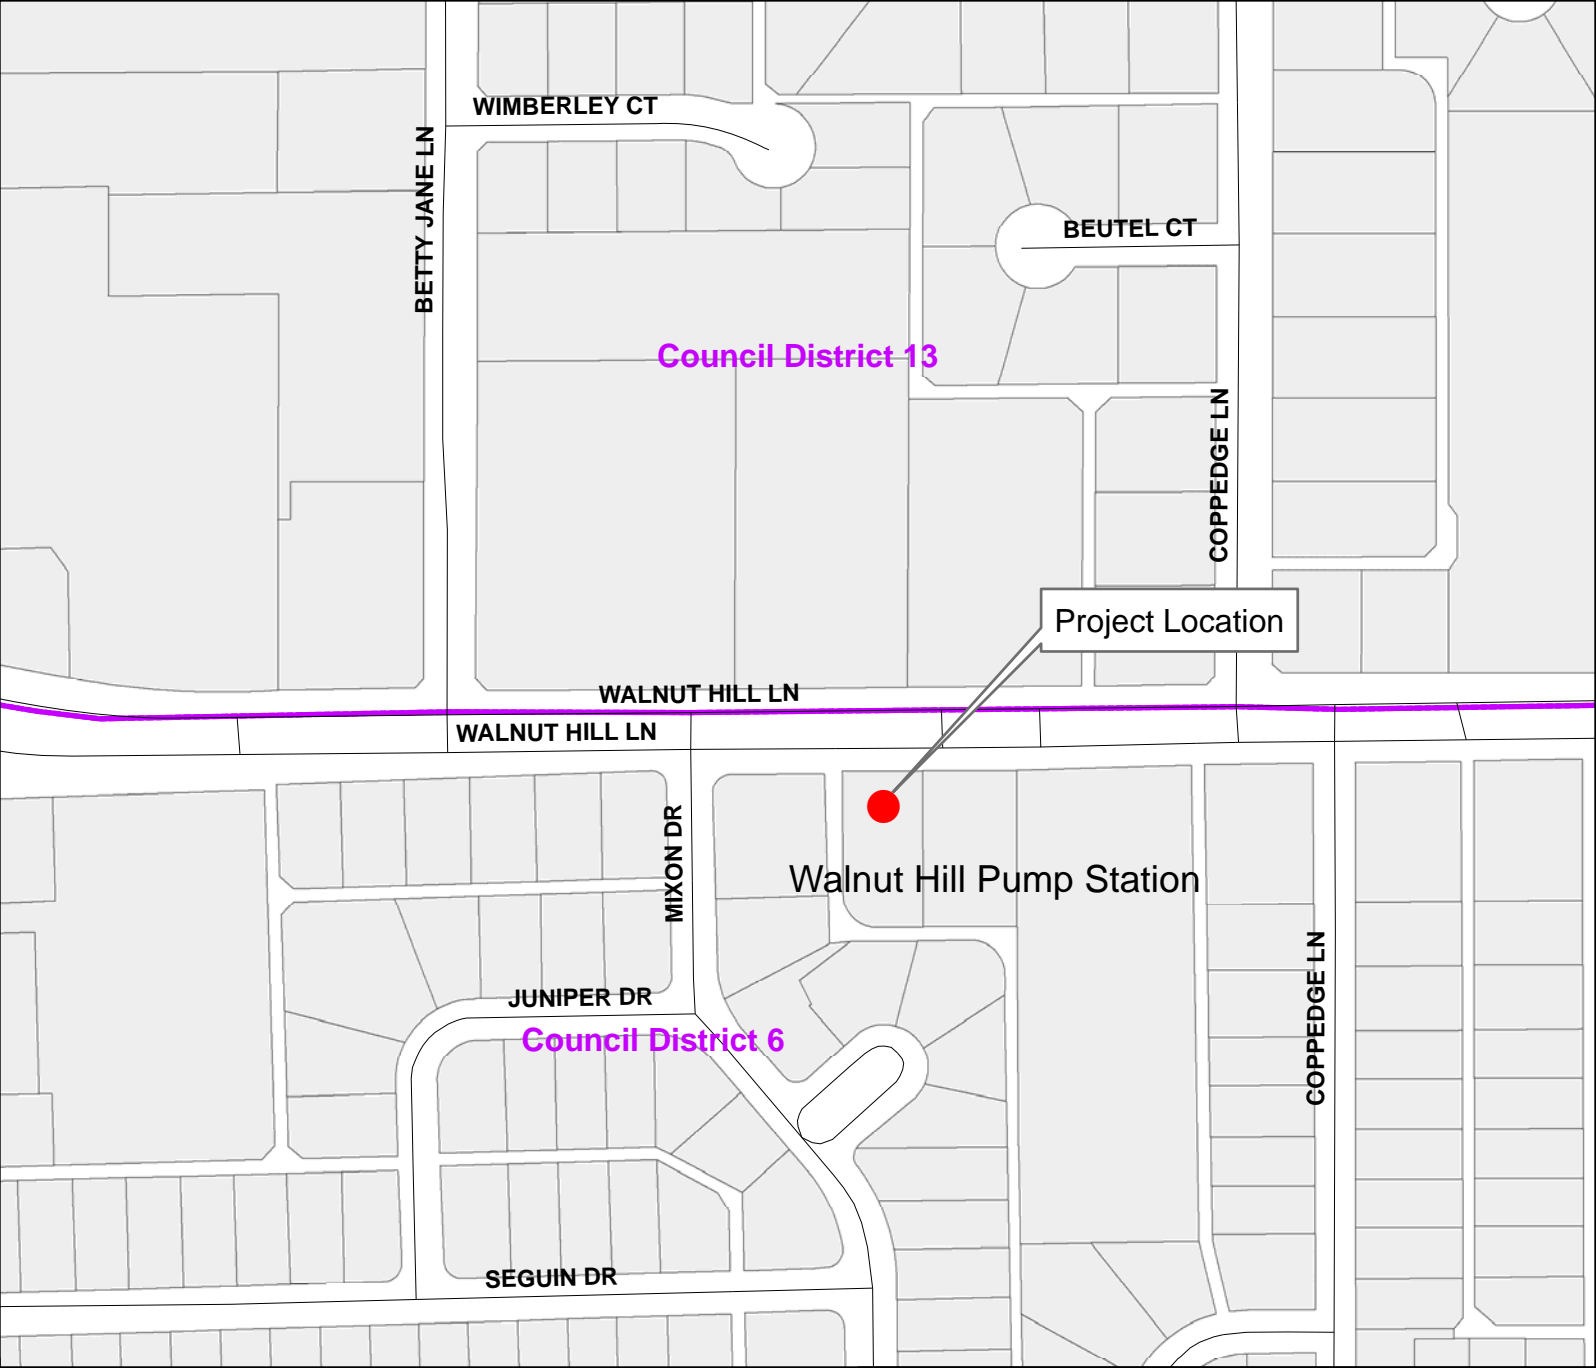 WIMBERLEY CT
BETTY JANE LN
BEUTEL CT
Council District 13
COPPEDGE LN
Project Location
WALNUT HILL LN
WALNUT HILL LN
MIXON DR
Walnut Hill Pump Station
JUNIPER DR
Council District 6
COPPEDGE LN
SEGUIN DR